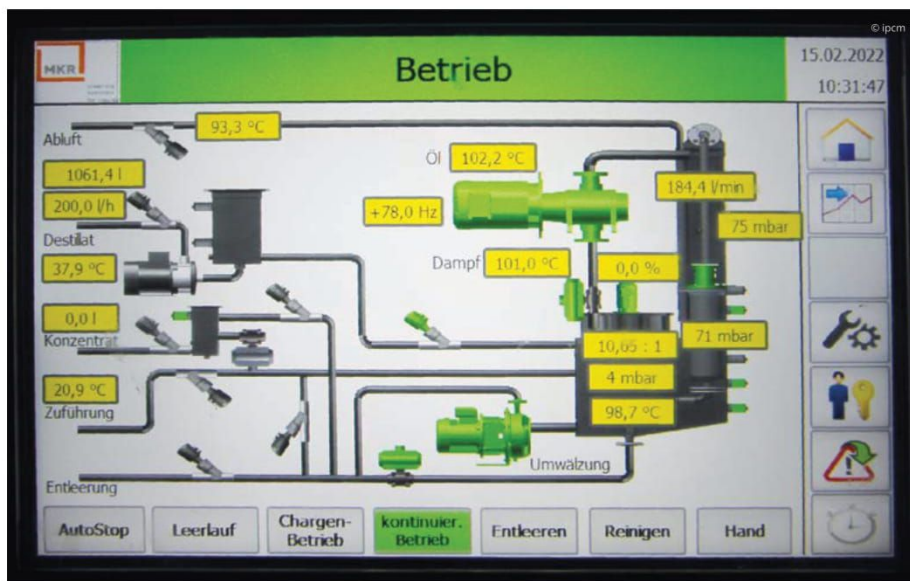 © ipcm
MKR
Betrieb
15.02.2022
10:31:47
Abluft
93,3 °C
Öl
102,2 °C
1061,4 l
184,4 l/min
200,0 l/h
+78,0 Hz
75 mbar
Destillat
Dampf
101,0 °C
0,0 %
37,9 °C
0,0 l
Konzentrat
71 mbar
10,65 : 1
4 mbar
20,9 °C
98,7 °C
Zuführung
Umwälzung
Entleerung
AutoStop
Leerlauf
Chargen-
Betrieb
kontinuier.
Betrieb
Entleeren
Reinigen
Hand